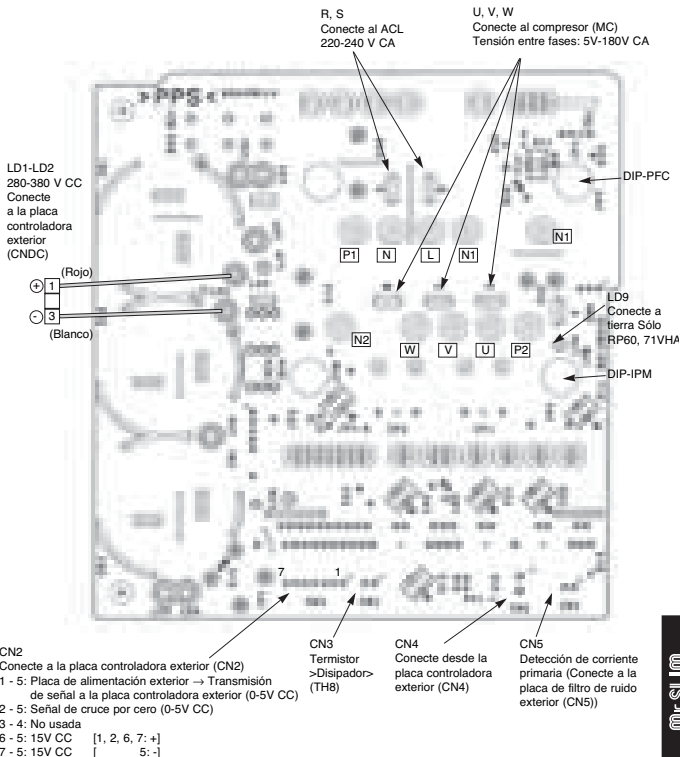 R, S
Conecte al ACL
220-240 V CA
U, V, W
Conecte al compresor (MC)
Tensión entre fases: 5V-180V CA
> PPS <
LD1-LD2
280-380 V CC
Conecte
a la placa
controladora
exterior
(CNDC)
(Rojo)
+ 1
- 3
(Blanco)
DIP-PFC
P1 N L N1
N1
LD9
Conecte a
tierra Sólo
RP60, 71VHA
N2
W V U P2
DIP-IPM
7 1
CN2
Conecte a la placa controladora exterior (CN2)
1 - 5: Placa de alimentación exterior → Transmisión
de señal a la placa controladora exterior (0-5V CC)
2 - 5: Señal de cruce por cero (0-5V CC)
3 - 4: No usada
6 - 5: 15V CC [1, 2, 6, 7: +]
7 - 5: 15V CC [ 5: -]
CN3
Termistor
>Disipador>
(TH8)
CN4
Conecte desde la
placa controladora
exterior (CN4)
CN5
Detección de corriente
primaria (Conecte a la
placa de filtro de ruido
exterior (CN5))
Mr.SLIM